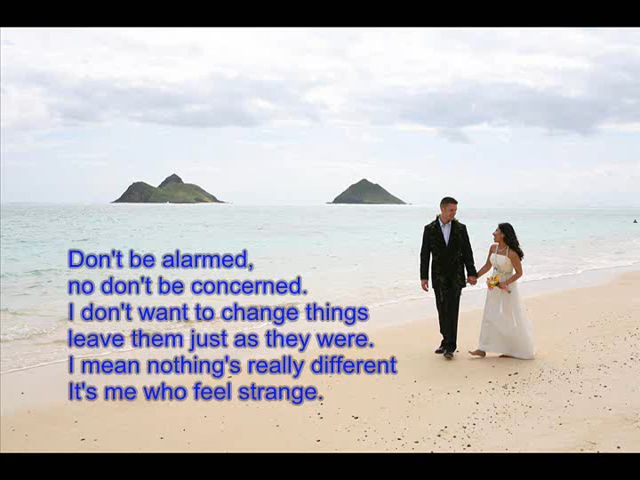 Don't be alarmed,
no don't be concerned.
I don't want to change things
leave them just as they were.
I mean nothing's really different
It's me who feel strange.